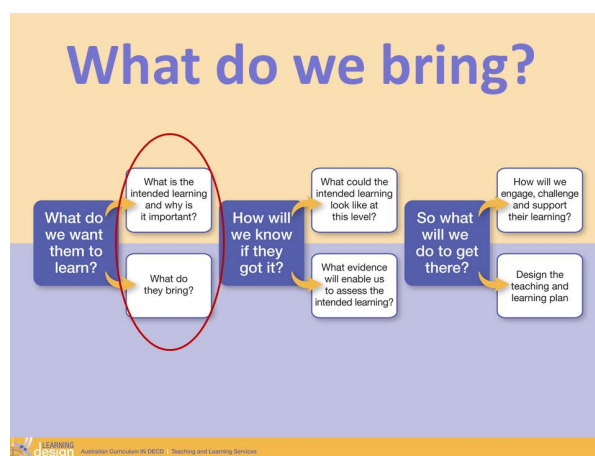 What do we bring?
What do
we want
them to
learn?
What is the
intended learning
and why is
it important?
What do
they bring?
How will
we know
if they
got it?
What could the
intended learning
look like at
this level?
What evidence
will enable us
to assess the
intended learning?
So what
will we
do to get
there?
How will we
engage, challenge
and support
their learning?
Design the
teaching and
learning plan
LEARNING
design
Australian Curriculum IN DECD | Teaching and Learning Services